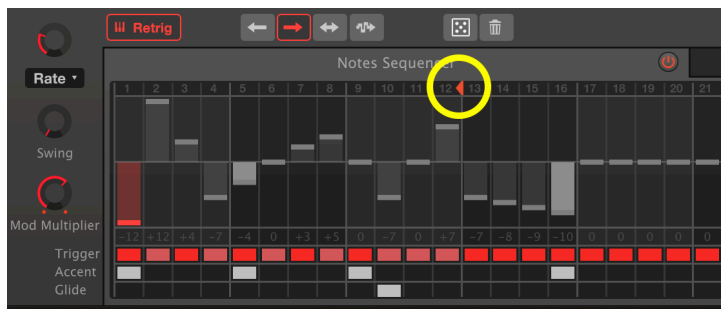 Retrig
Notes Sequencer
Rate
1 2 3 4 5 6 7 8 9 10 11 12 13 14 15 16 17 18 19 20 21
Swing
Mod Multiplier
-12 +12 +4 -7 -4 0 +3 +5 0 -7 0 +7 -7 -8 -9 -10 0 0 0 0 0
Trigger
Accent
Glide